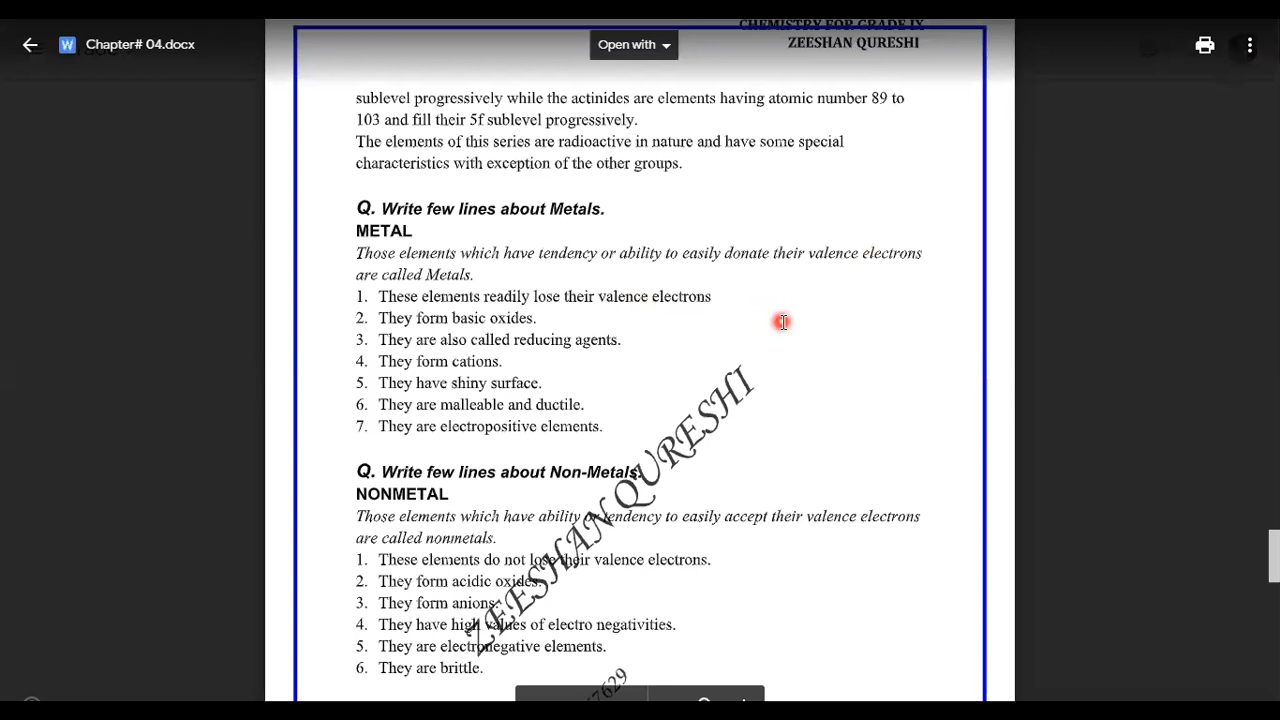 CHEMISTRY FOR GRADE IX
Chapter# 04.docx
Open with
ZEESHAN QURESHI
sublevel progressively while the actinides are elements having atomic number 89 to
103 and fill their 5f sublevel progressively.
The elements of this series are radioactive in nature and have some special
characteristics with exception of the other groups.
Q. Write few lines about Metals.
METAL
Those elements which have tendency or ability to easily donate their valence electrons
are called Metals.
1. These elements readily lose their valence electrons
2. They form basic oxides.
3. They are also called reducing agents.
4. They form cations.
5. They have shiny surface.
6. They are malleable and ductile.
7. They are electropositive elements.
Q. Write few lines about Non-Metals.
NONMETAL
Those elements which have ability or tendency to easily accept their valence electrons
are called nonmetals.
1. These elements do not lose their valence electrons.
2. They form acidic oxides.
3. They form anions.
4. They have high values of electro negativities.
5. They are electronegative elements.
6. They are brittle.
ZEESHAN QURESHI
7629